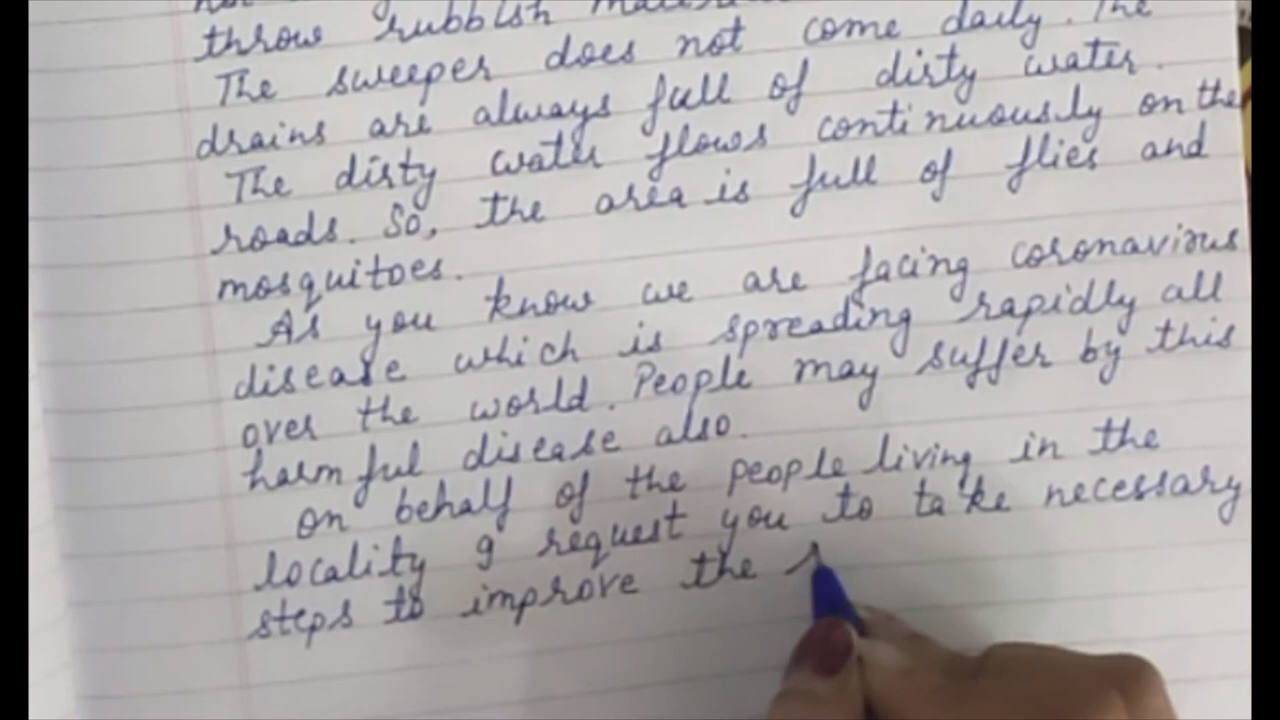 throw rubbish
The sweeper does not come daily. The
drains are always full of dirty water.
The dirty water flows continuously on the
roads. So, the area is full of flies and
mosquitoes.
As you know we are facing coronavirus
disease which is spreading rapidly all
over the world. People may suffer by this
harmful disease also.
on behalf of the people living in the
locality I request you to take necessary
steps to improve the